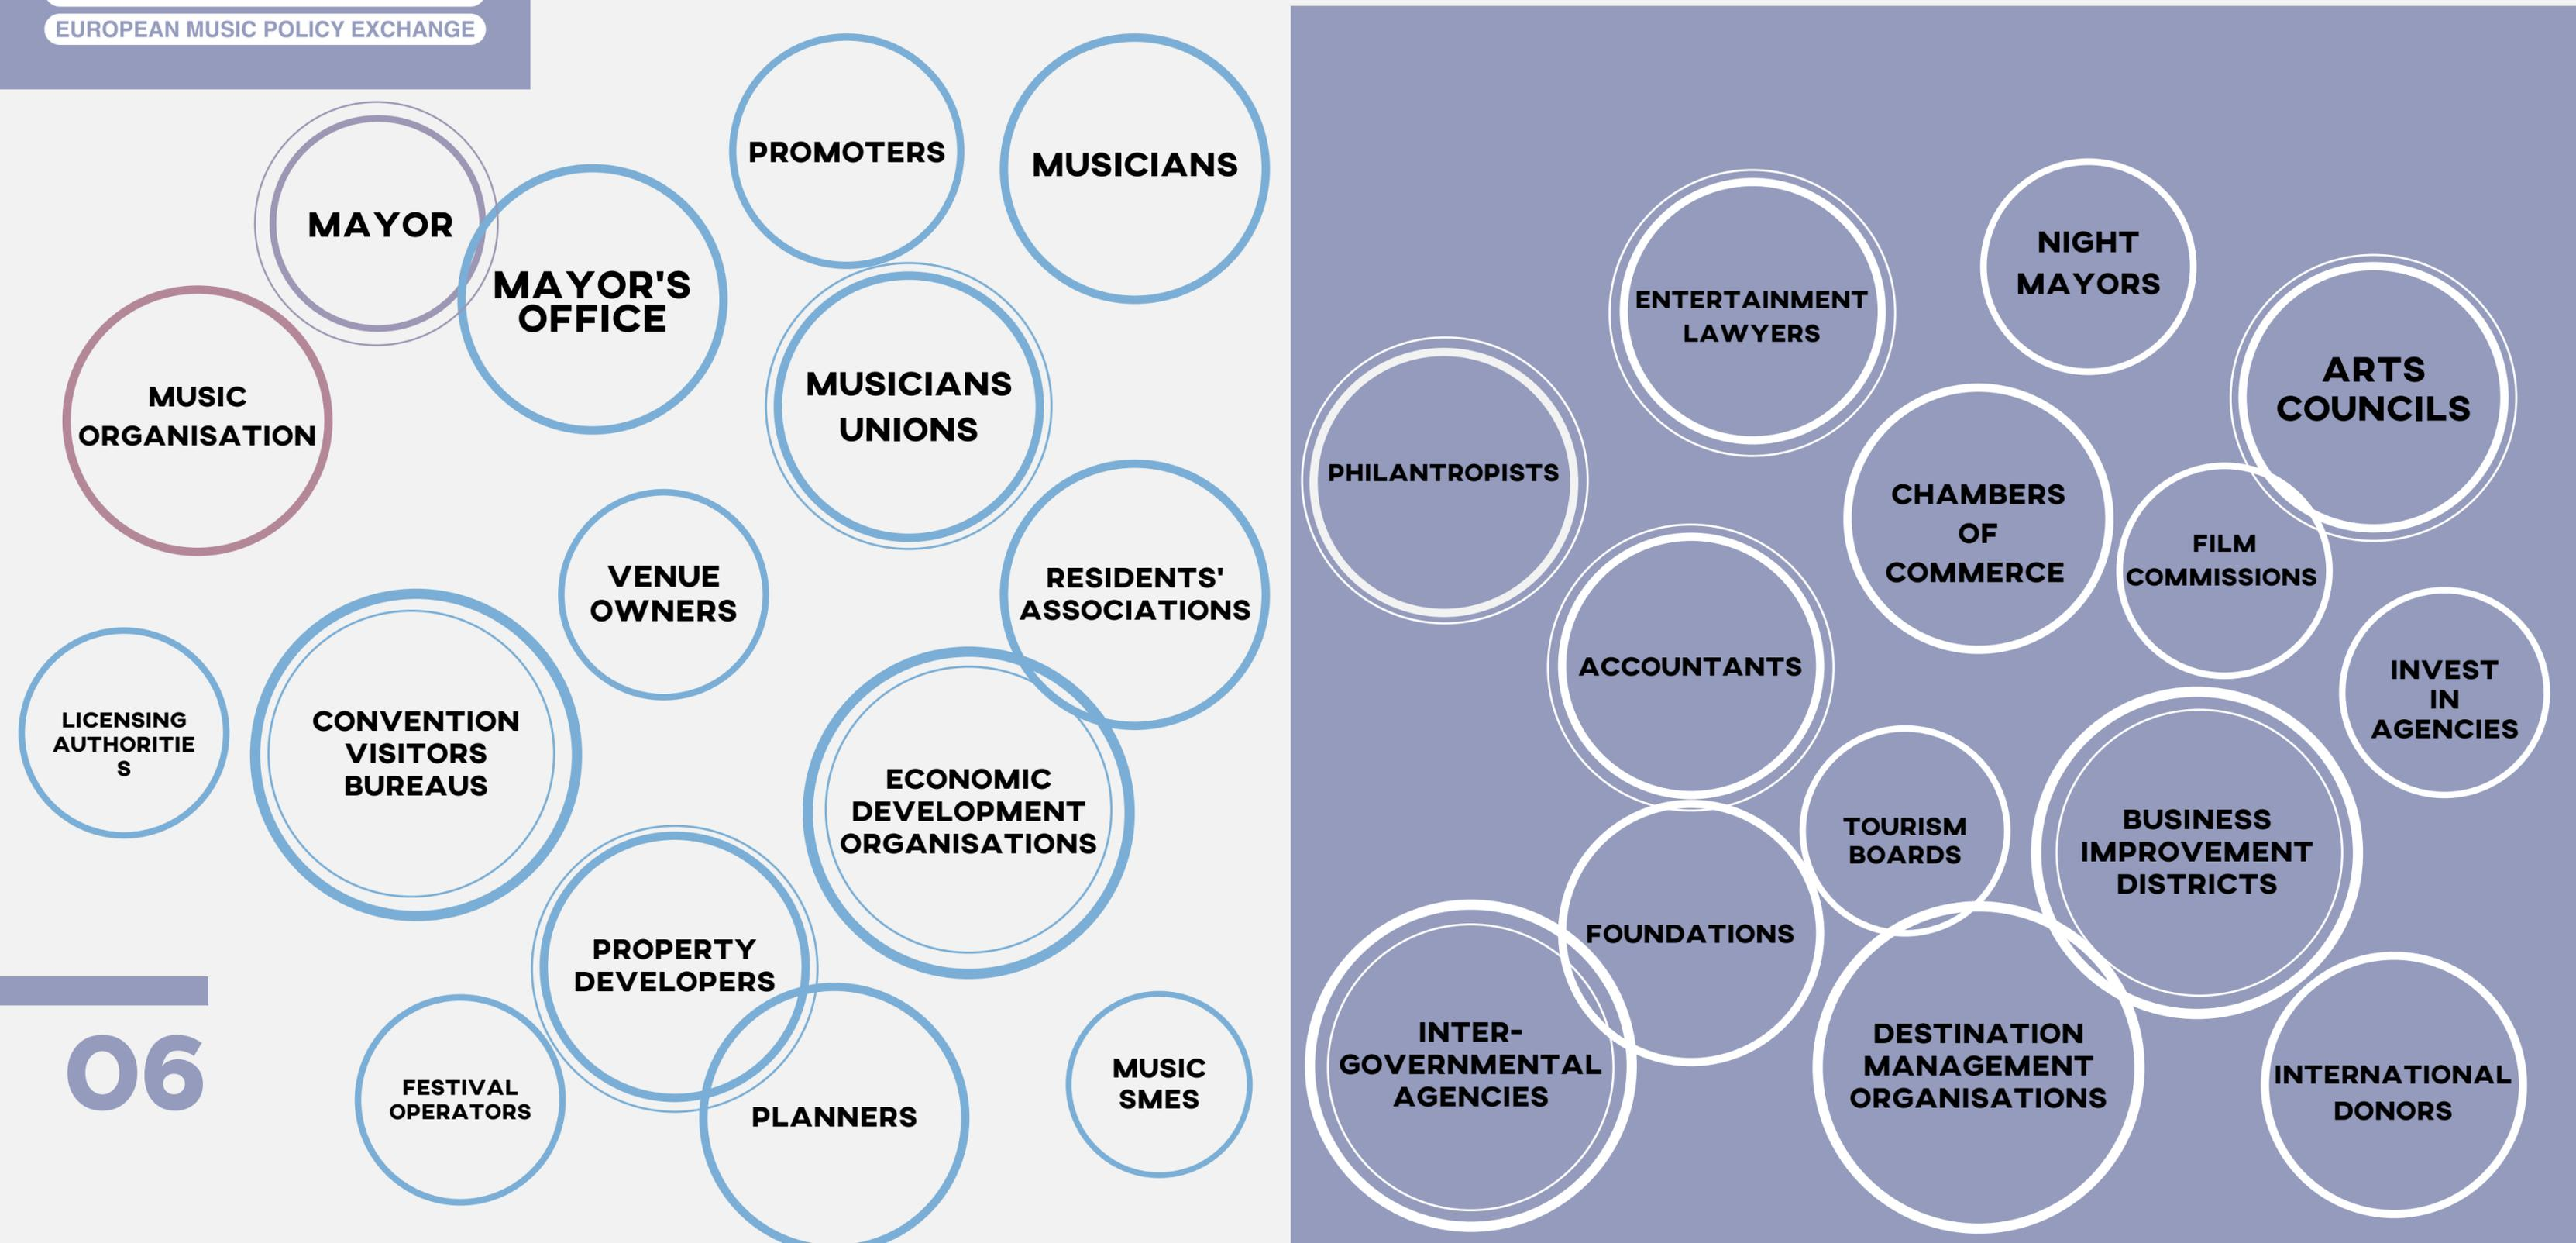 EUROPEAN MUSIC POLICY EXCHANGE
PROMOTERS
MUSICIANS
MAYOR
MAYOR'S
OFFICE
MUSIC
ORGANISATION
MUSICIANS
UNIONS
VENUE
OWNERS
RESIDENTS'
ASSOCIATIONS
LICENSING
AUTHORITIE
S
CONVENTION
VISITORS
BUREAUS
ECONOMIC
DEVELOPMENT
ORGANISATIONS
PROPERTY
DEVELOPERS
FESTIVAL
OPERATORS
PLANNERS
MUSIC
SMES
06
ENTERTAINMENT
LAWYERS
NIGHT
MAYORS
ARTS
COUNCILS
PHILANTROPISTS
CHAMBERS
OF
COMMERCE
FILM
COMMISSIONS
ACCOUNTANTS
INVEST
IN
AGENCIES
TOURISM
BOARDS
BUSINESS
IMPROVEMENT
DISTRICTS
FOUNDATIONS
INTER-
GOVERNMENTAL
AGENCIES
DESTINATION
MANAGEMENT
ORGANISATIONS
INTERNATIONAL
DONORS